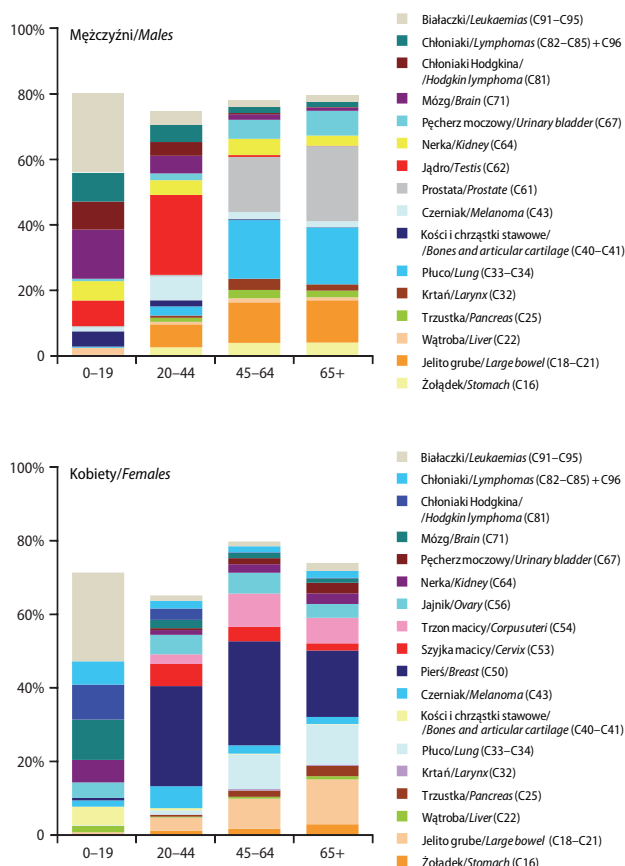 100%
80%
60%
40%
20%
0
Mężczyźni/Males
0–19
20–44
45–64
65+
Białaczki/Leukaemias (C91–C95)
Chłoniaki/Lymphomas (C82–C85) + C96
Chłoniaki Hodgkina/
/Hodgkin lymphoma (C81)
Mózg/Brain (C71)
Pęcherz moczowy/Urinary bladder (C67)
Nerka/Kidney (C64)
Jądro/Testis (C62)
Prostata/Prostate (C61)
Czerniak/Melanoma (C43)
Kości i chrząstki stawowe/
/Bones and articular cartilage (C40–C41)
Płuco/Lung (C33–C34)
Krtań/Larynx (C32)
Trzustka/Pancreas (C25)
Wątroba/Liver (C22)
Jelito grube/Large bowel (C18–C21)
Żołądek/Stomach (C16)
100%
80%
60%
40%
20%
0
Kobiety/Females
0–19
20–44
45–64
65+
Białaczki/Leukaemias (C91–C95)
Chłoniaki/Lymphomas (C82–C85) + C96
Chłoniaki Hodgkina/
/Hodgkin lymphoma (C81)
Mózg/Brain (C71)
Pęcherz moczowy/Urinary bladder (C67)
Nerka/Kidney (C64)
Jajnik/Ovary (C56)
Trzon macicy/Corpus uteri (C54)
Szyjka macicy/Cervix (C53)
Pierś/Breast (C50)
Czerniak/Melanoma (C43)
Kości i chrząstki stawowe/
/Bones and articular cartilage (C40–C41)
Płuco/Lung (C33–C34)
Krtań/Larynx (C32)
Trzustka/Pancreas (C25)
Wątroba/Liver (C22)
Jelito grube/Large bowel (C18–C21)
Żołądek/Stomach (C16)